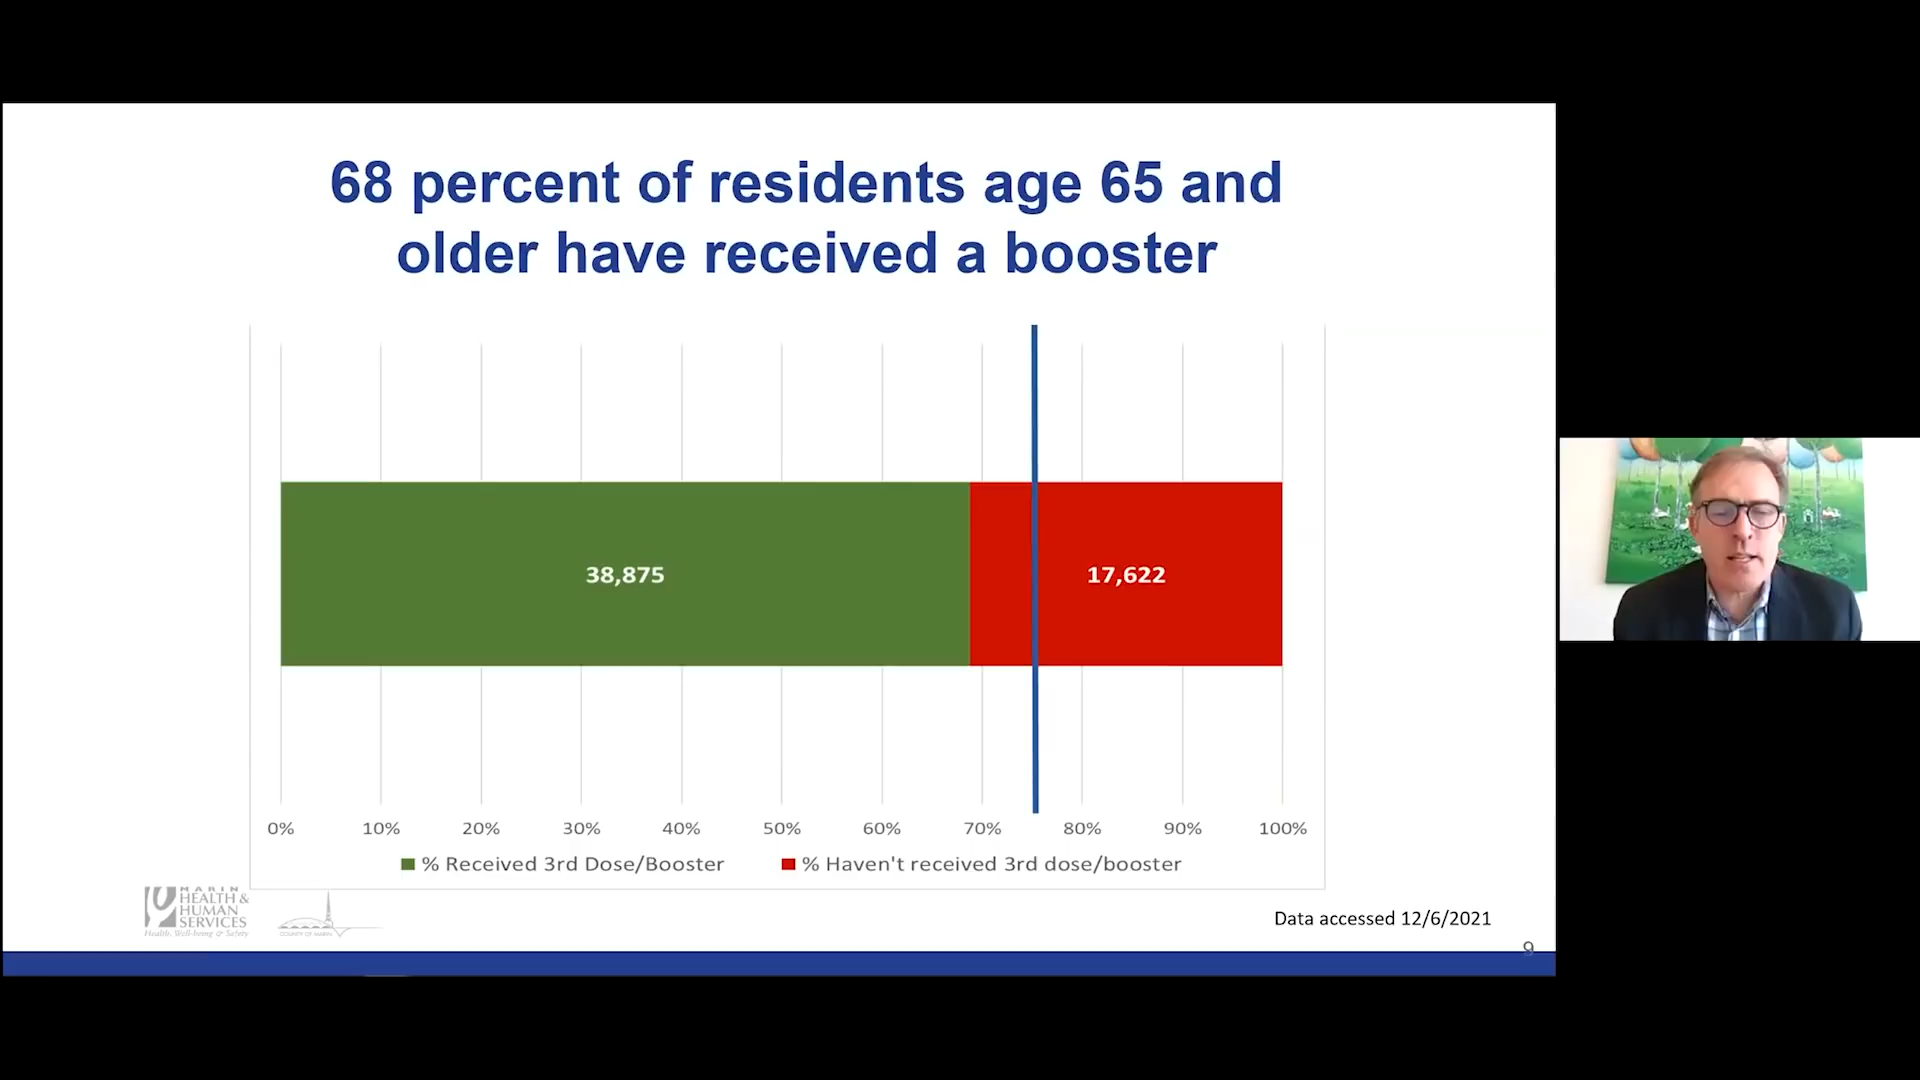 68 percent of residents age 65 and
older have received a booster
38,875
17,622
0% 10% 20% 30% 40% 50% 60% 70% 80% 90% 100%
% Received 3rd Dose/Booster % Haven't received 3rd dose/booster
MARIN
HEALTH &
HUMAN
SERVICES
Health, Well-being & Safety
COUNTY OF MARIN
Data accessed 12/6/2021
9